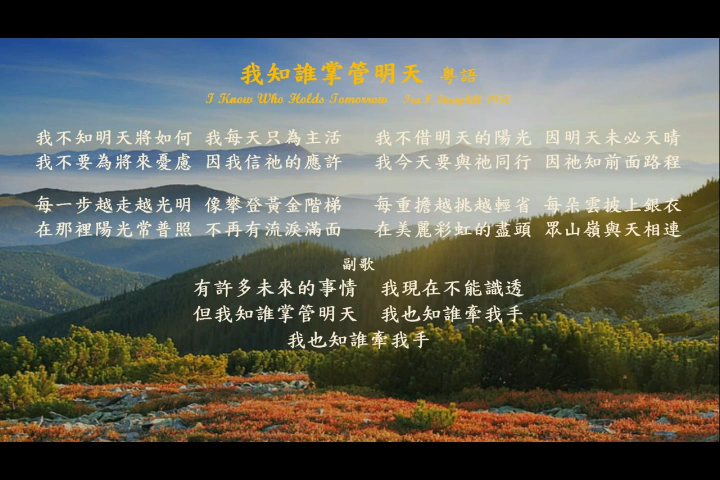 我知誰掌管明天 粵語
I Know Who Holds Tomorrow
我不知明天將如何 我每天只為主活 我不借明天的陽光 因明天未必天晴
我不要為將來憂慮 因我信祂的應許 我今天要與祂同行 因祂知前面路程
每一步越走越光明 像攀登黃金階梯 每重擔越挑越輕省 每朵雲披上銀衣
在那裡陽光常普照 不再有流淚滿面 在美麗彩虹的盡頭 眾山嶺與天相連
副歌
有許多未來的事情 我現在不能識透
但我知誰掌管明天 我也知誰牽我手
我也知誰牽我手